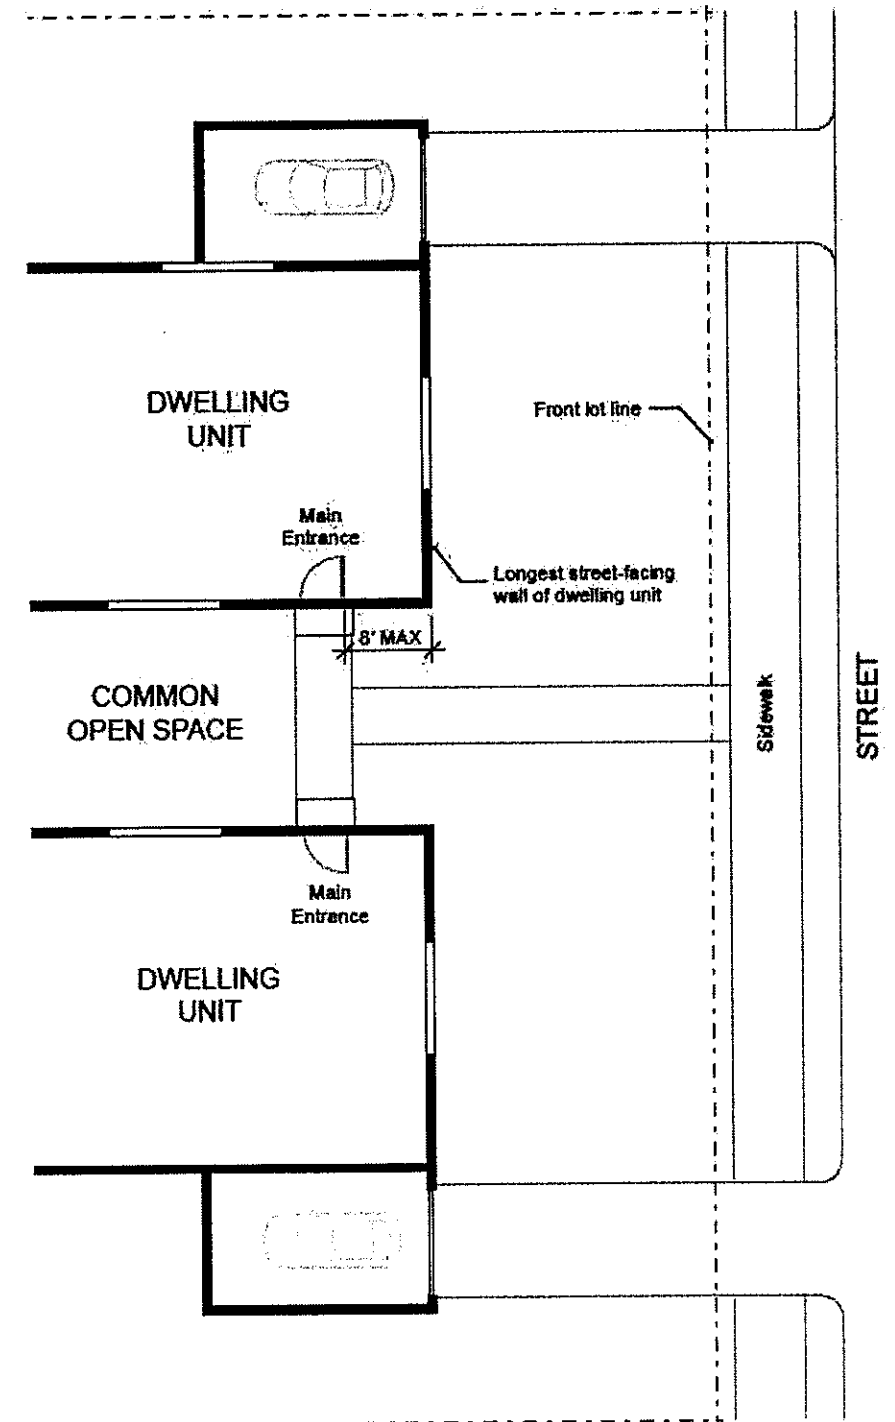 DWELLING
UNIT
Front lot line
Main
Entrance
Longest street-facing
wall of dwelling unit
8' MAX
COMMON
OPEN SPACE
Sidewalk
STREET
Main
Entrance
DWELLING
UNIT